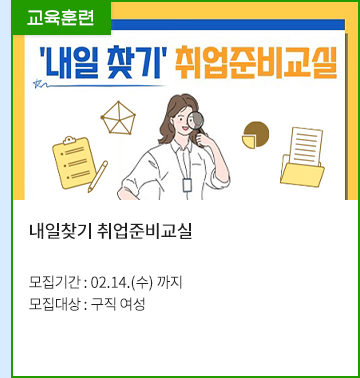 교육훈련
'내일 찾기' 취업준비교실
내일찾기 취업준비교실
모집기간 : 02.14.(수) 까지
모집대상 : 구직 여성